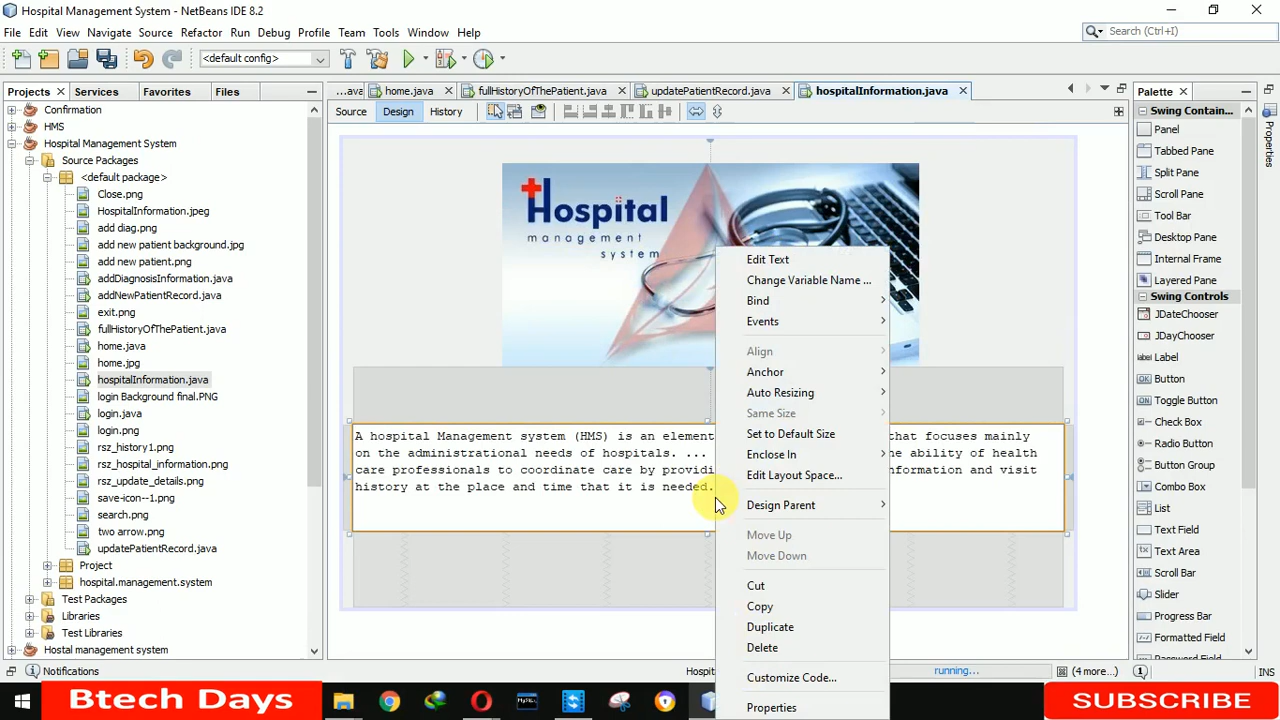 Hospital Management System - NetBeans IDE 8.2
File Edit View Navigate Source Refactor Run Debug Profile Team Tools Window Help
Search (Ctrl+I)
<default config>
Projects Services Favorites Files
...ava home.java fullHistoryOfThePatient.java updatePatientRecord.java hospitalInformation.java
Palette
Source Design History
Confirmation
HMS
Hospital Management System
Source Packages
<default package>
Close.png
HospitalInformation.jpeg
add diag.png
add new patient background.jpg
add new patient.png
addDiagnosisInformation.java
addNewPatientRecord.java
exit.png
fullHistoryOfThePatient.java
home.java
home.jpg
hospitalInformation.java
login Background final.PNG
login.java
login.png
rsz_history1.png
rsz_hospital_information.png
rsz_update_details.png
save-icon--1.png
search.png
two arrow.png
updatePatientRecord.java
Project
hospital.management.system
Test Packages
Libraries
Test Libraries
Hostal management system
Hospital
management
system
A hospital Management system (HMS) is an element that focuses mainly
on the administrational needs of hospitals. ... he ability of health
care professionals to coordinate care by providi nformation and visit
history at the place and time that it is needed.
Edit Text
Change Variable Name ...
Bind
Events
Align
Anchor
Auto Resizing
Same Size
Set to Default Size
Enclose In
Edit Layout Space...
Design Parent
Move Up
Move Down
Cut
Copy
Duplicate
Delete
Customize Code...
Properties
Swing Contain...
Panel
Tabbed Pane
Split Pane
Scroll Pane
Tool Bar
Desktop Pane
Internal Frame
Layered Pane
Swing Controls
JDateChooser
JDayChooser
Label
Button
Toggle Button
Check Box
Radio Button
Button Group
Combo Box
List
Text Field
Text Area
Scroll Bar
Slider
Progress Bar
Formatted Field
Properties
Notifications
Hospit
running...
(4 more...)
INS
Btech Days
SUBSCRIBE